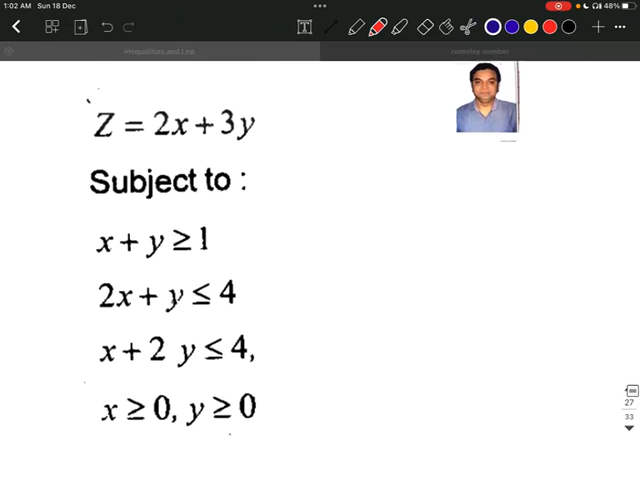 1:02 AM Sun 18 Dec
48%
inequalities and Lpp
complex number
Z = 2x + 3y
Subject to :
x + y ≥ 1
2x + y ≤ 4
x + 2 y ≤ 4,
x ≥ 0, y ≥ 0
27
33